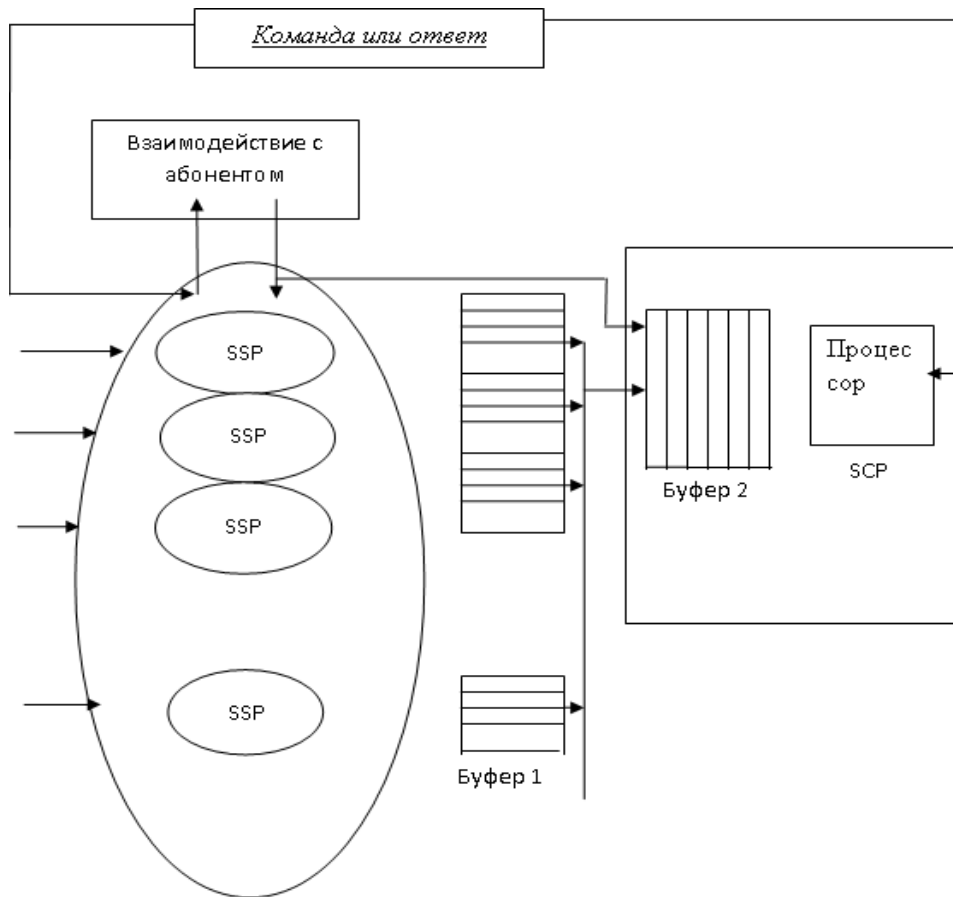 Команда или ответ
Взаимодействие с
абонентом
SSP
SSP
SSP
SSP
Буфер 1
Буфер 2
Процес
сор
SCP